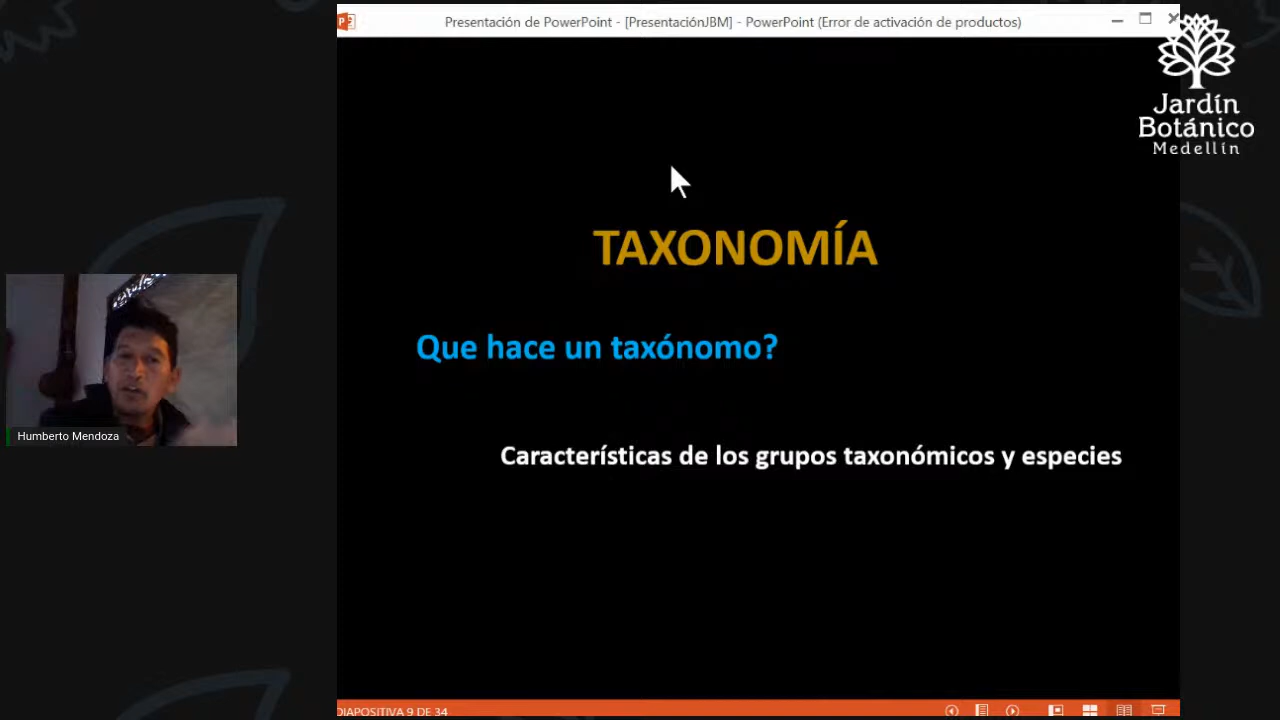 Presentación de PowerPoint - [PresentaciónJBM] - PowerPoint (Error de activación de productos)
Jardín
Botánico
Medellín
TAXONOMÍA
Que hace un taxónomo?
Humberto Mendoza
Características de los grupos taxonómicos y especies
DIAPOSITIVA 9 DE 34